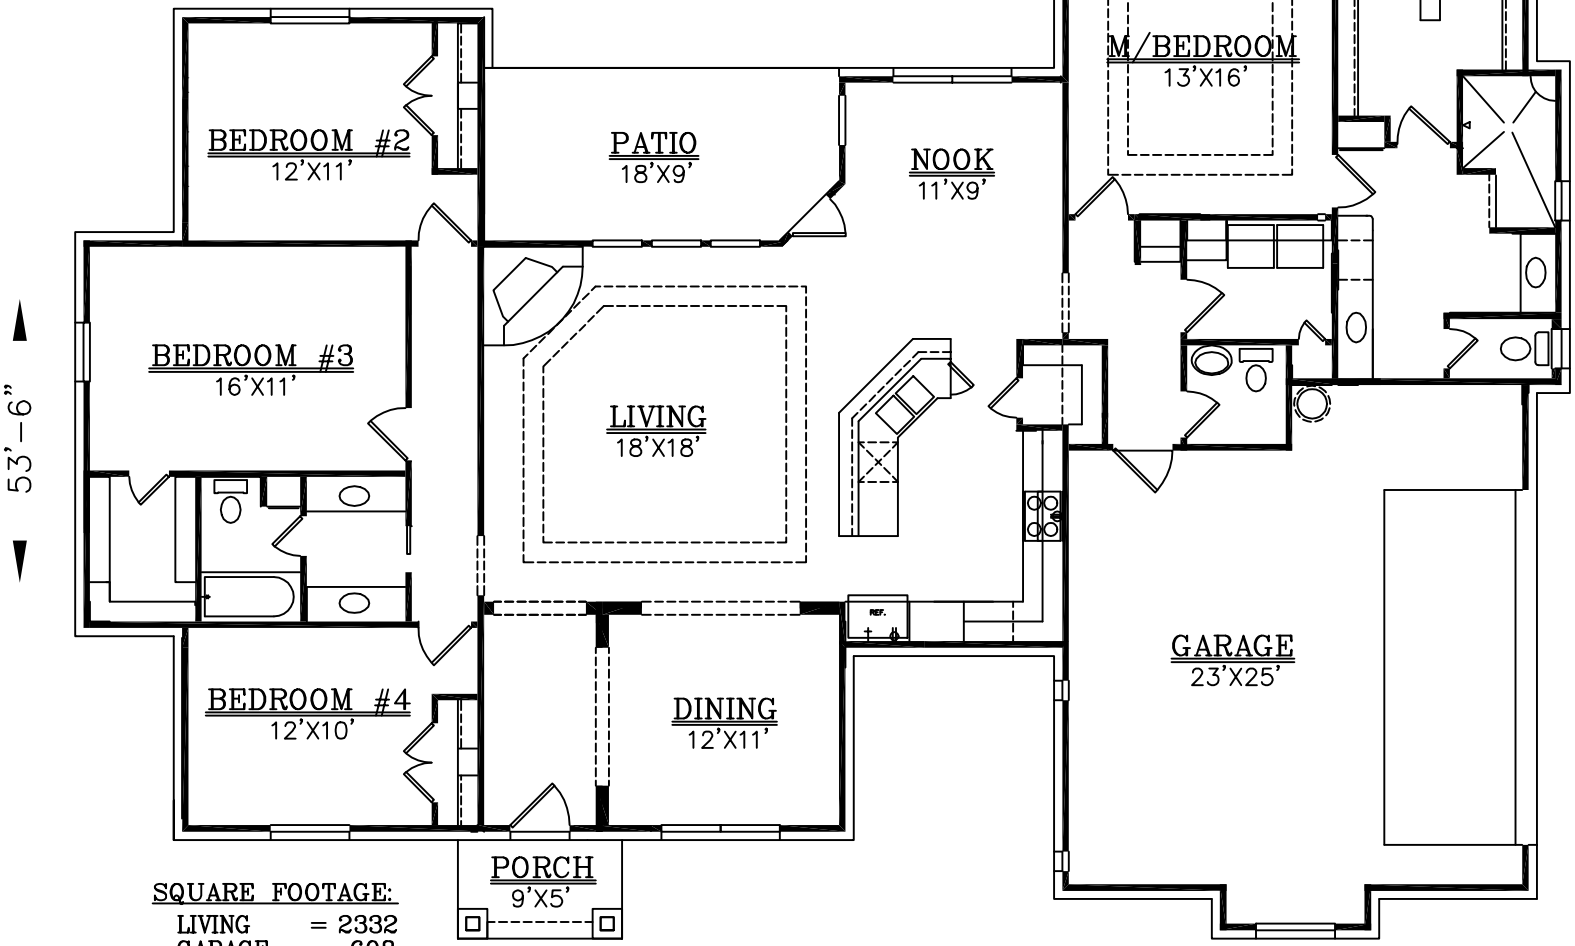 M/BEDROOM
13'X16'
BEDROOM #2
12'X11'
PATIO
18'X9'
NOOK
11'X9'
BEDROOM #3
16'X11'
53'-6"
LIVING
18'X18'
REF.
GARAGE
23'X25'
BEDROOM #4
12'X10'
DINING
12'X11'
PORCH
9'X5'
SQUARE FOOTAGE:
LIVING = 2332
GARAGE